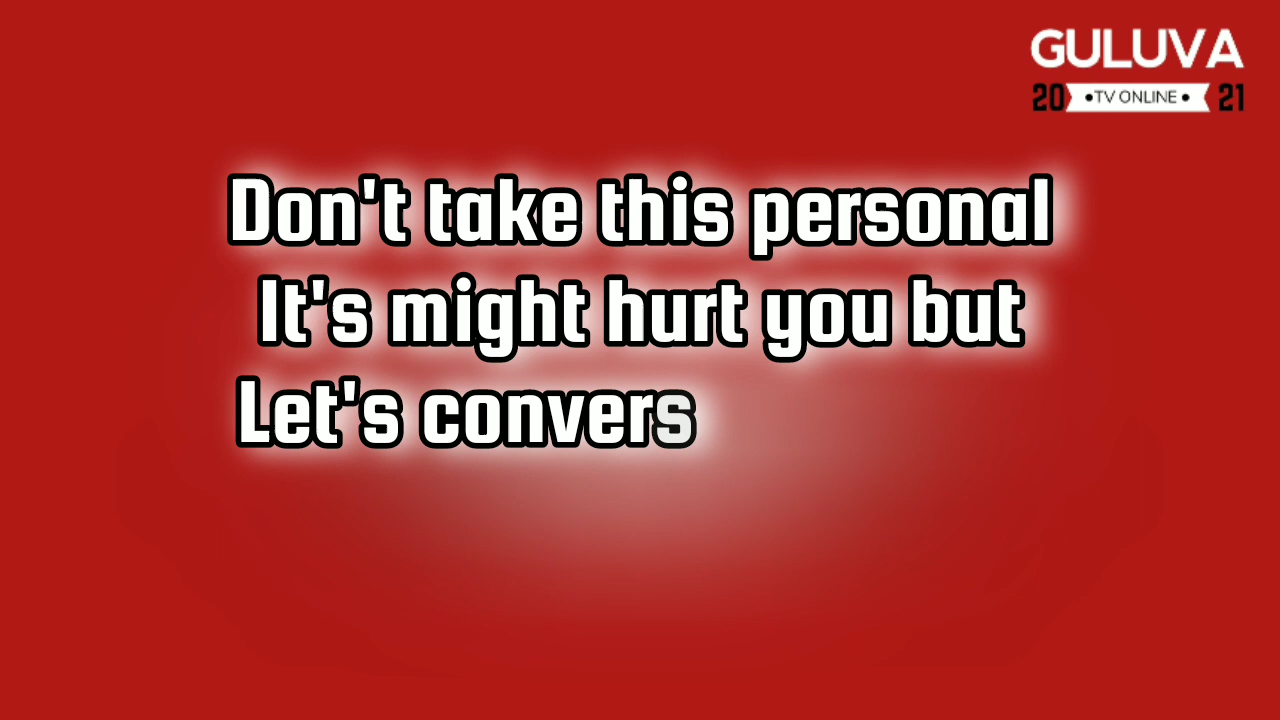 GULUVA
20 •TV ONLINE• 21
Don't take this personal
It's might hurt you but
Let's convers